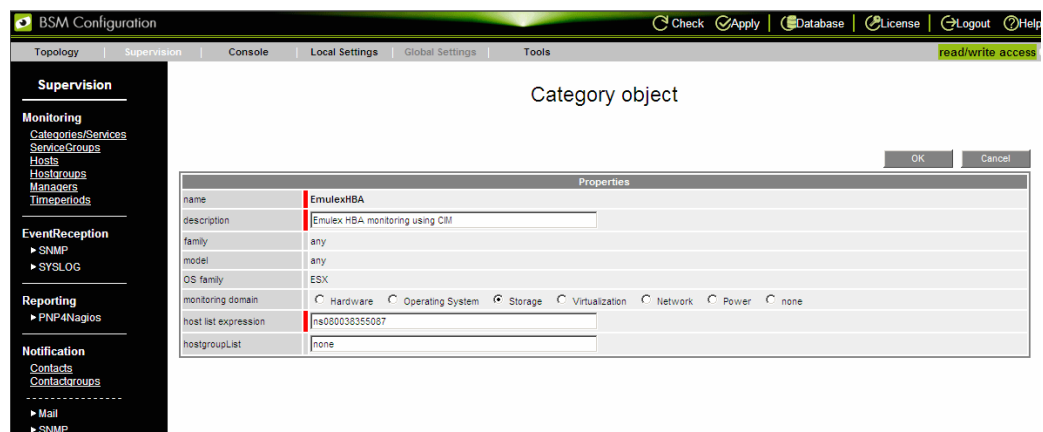 BSM Configuration
Check Apply Database License Logout Help
Topology Supervision Console Local Settings Global Settings Tools
read/write access
Supervision
Monitoring
Categories/Services
ServiceGroups
Hosts
Hostgroups
Managers
Timeperiods
EventReception
SNMP
SYSLOG
Reporting
PNP4Nagios
Notification
Contacts
Contactgroups
Mail
SNMP
Category object
OK Cancel
Properties
name EmulexHBA
description Emulex HBA monitoring using CIM
family any
model any
OS family ESX
monitoring domain Hardware Operating System Storage Virtualization Network Power none
host list expression ns080038355087
hostgroupList none